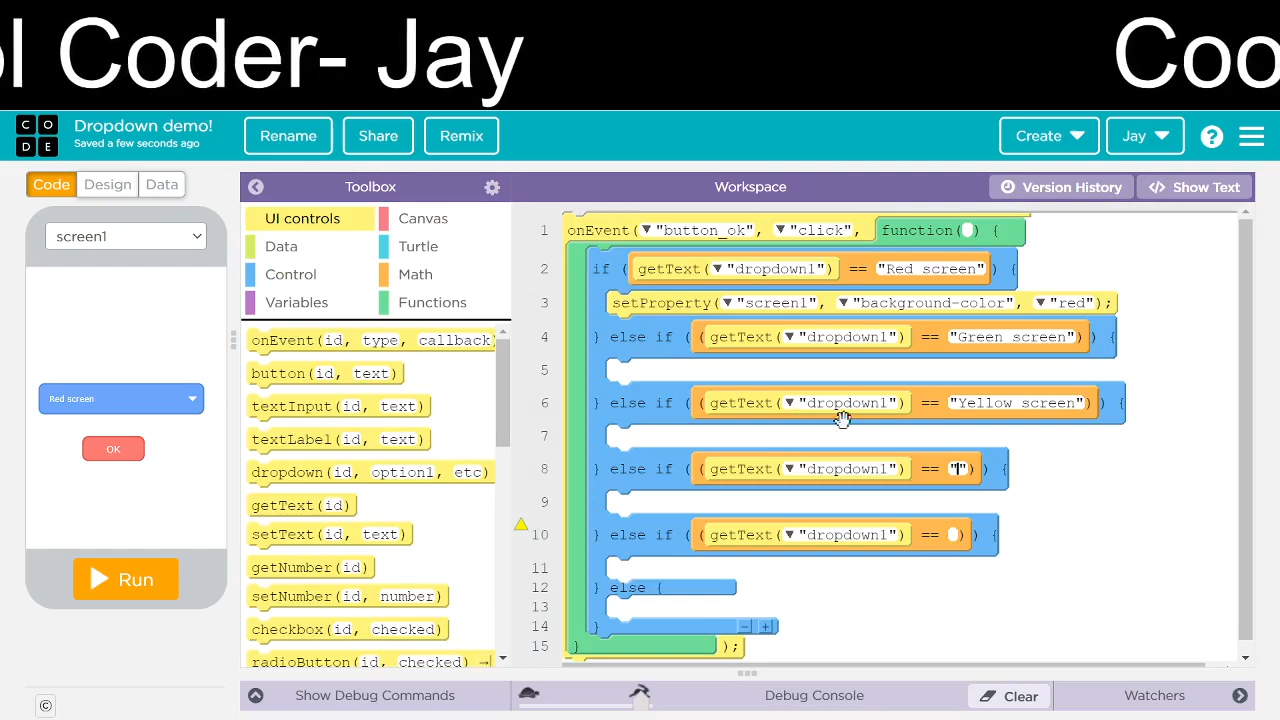 ol Coder- Jay Coo
CODE Dropdown demo! Saved a few seconds ago Rename Share Remix Create Jay ?
Code Design Data Toolbox Workspace Version History </> Show Text
screen1
Red screen
OK
Run
©
UI controls Canvas
Data Turtle
Control Math
Variables Functions
onEvent(id, type, callback)
button(id, text)
textInput(id, text)
textLabel(id, text)
dropdown(id, option1, etc)
getText(id)
setText(id, text)
getNumber(id)
setNumber(id, number)
checkbox(id, checked)
radioButton(id, checked)
1 onEvent(▼"button_ok", ▼"click", function( ) {
2 if (getText(▼"dropdown1") == "Red screen") {
3 setProperty(▼"screen1", ▼"background-color", ▼"red");
4 } else if ((getText(▼"dropdown1") == "Green screen")) {
5
6 } else if ((getText(▼"dropdown1") == "Yellow screen")) {
7
8 } else if ((getText(▼"dropdown1") == "")) {
9
10 } else if ((getText(▼"dropdown1") == )) {
11
12 } else {
13
14 } - +
15 } );
Show Debug Commands Debug Console Clear Watchers